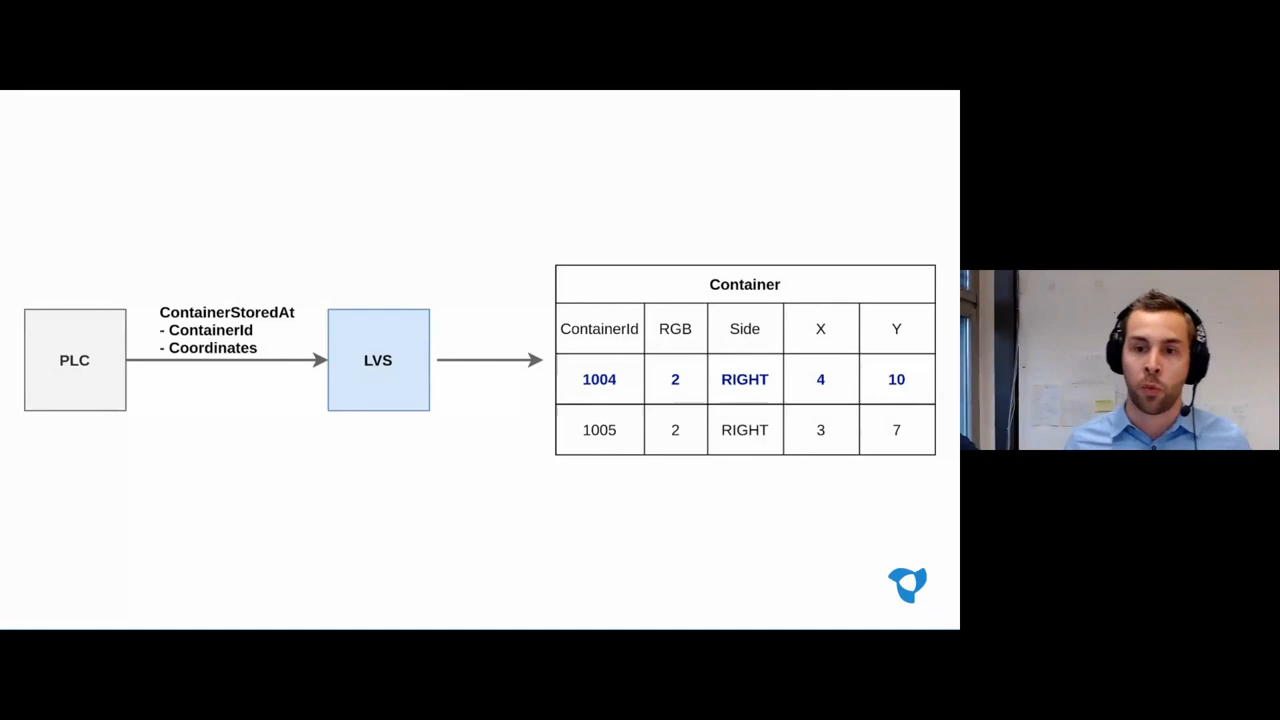 ContainerStoredAt
- ContainerId
- Coordinates
PLC
LVS
Container
ContainerId RGB Side X Y
1004 2 RIGHT 4 10
1005 2 RIGHT 3 7